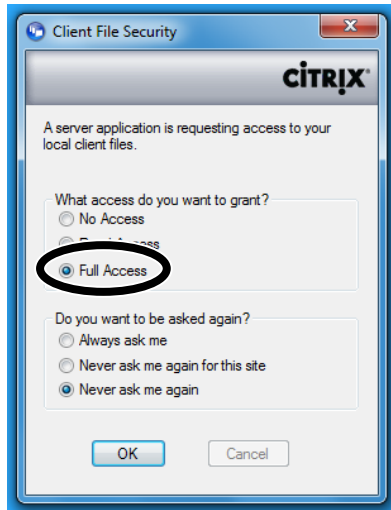 Client File Security
CİTRIX
A server application is requesting access to your
local client files.
What access do you want to grant?
No Access
Full Access
Do you want to be asked again?
Always ask me
Never ask me again for this site
Never ask me again
OK
Cancel